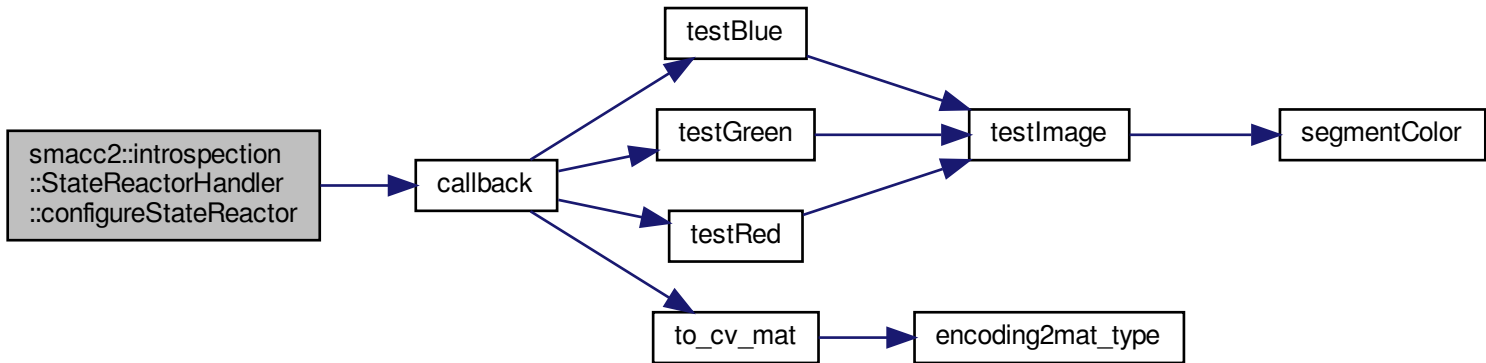 smacc2::introspection
::StateReactorHandler
::configureStateReactor
callback
testBlue
testGreen
testRed
to_cv_mat
testImage
encoding2mat_type
segmentColor